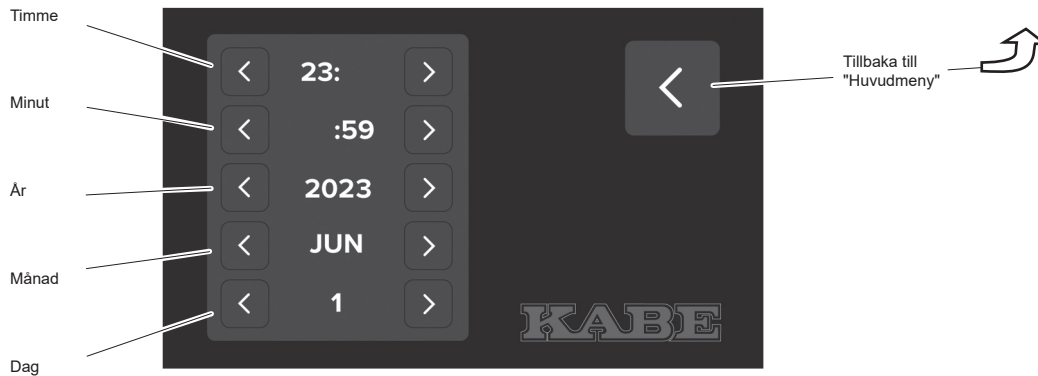 Timme
Minut
År
Månad
Dag
23:
:59
2023
JUN
1
Tillbaka till
"Huvudmeny"
KABE